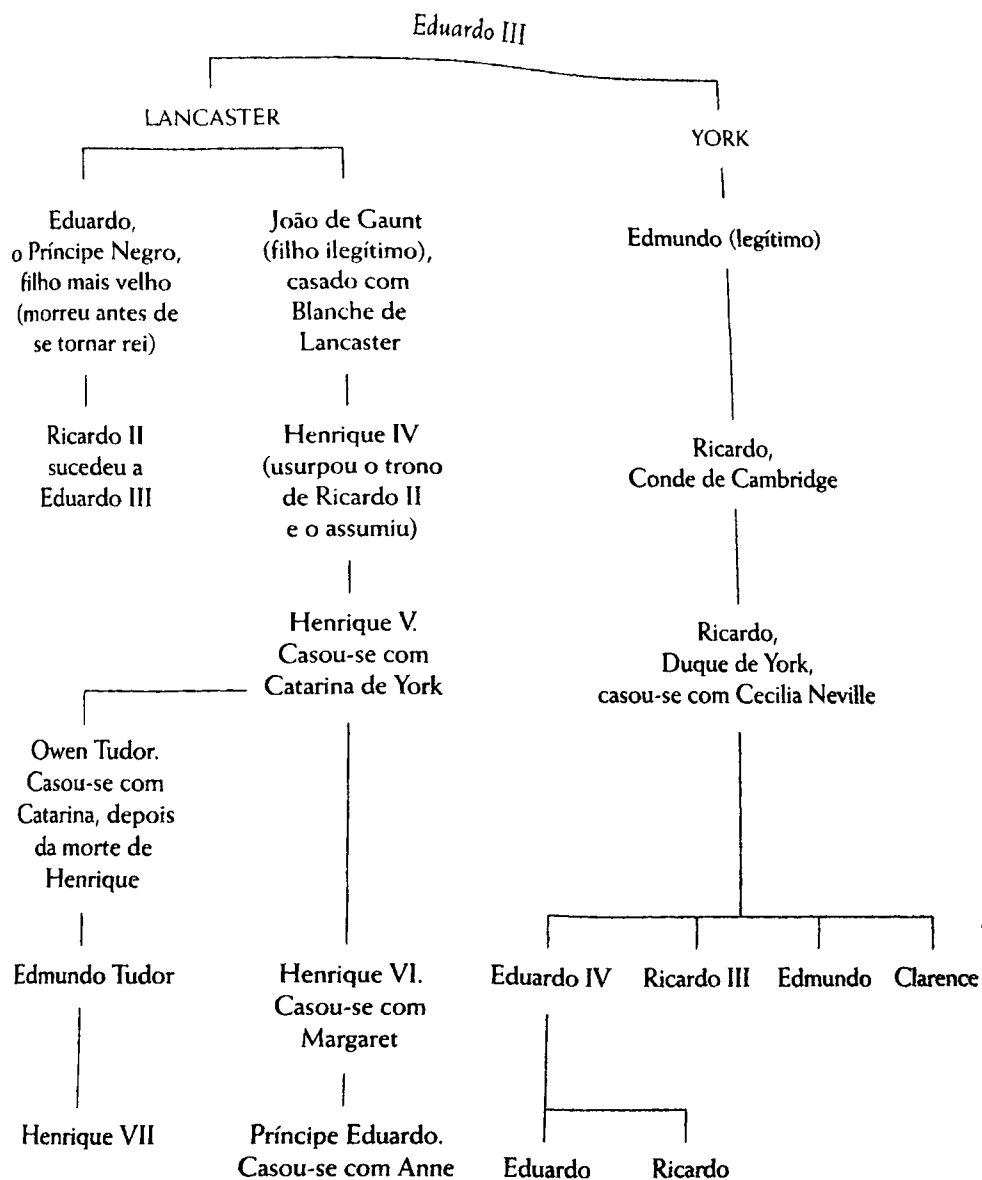 Eduardo III
LANCASTER
YORK
Eduardo,
o Príncipe Negro,
filho mais velho
(morreu antes de
se tornar rei)
João de Gaunt
(filho ilegítimo),
casado com
Blanche de
Lancaster
Edmundo (legítimo)
Ricardo II
sucedeu a
Eduardo III
Henrique IV
(usurpou o trono
de Ricardo II
e o assumiu)
Ricardo,
Conde de Cambridge
Henrique V.
Casou-se com
Catarina de York
Ricardo,
Duque de York,
casou-se com Cecilia Neville
Owen Tudor.
Casou-se com
Catarina, depois
da morte de
Henrique
Edmundo Tudor
Henrique VI.
Casou-se com
Margaret
Eduardo IV
Ricardo III
Edmundo
Clarence
Henrique VII
Príncipe Eduardo.
Casou-se com Anne
Eduardo
Ricardo